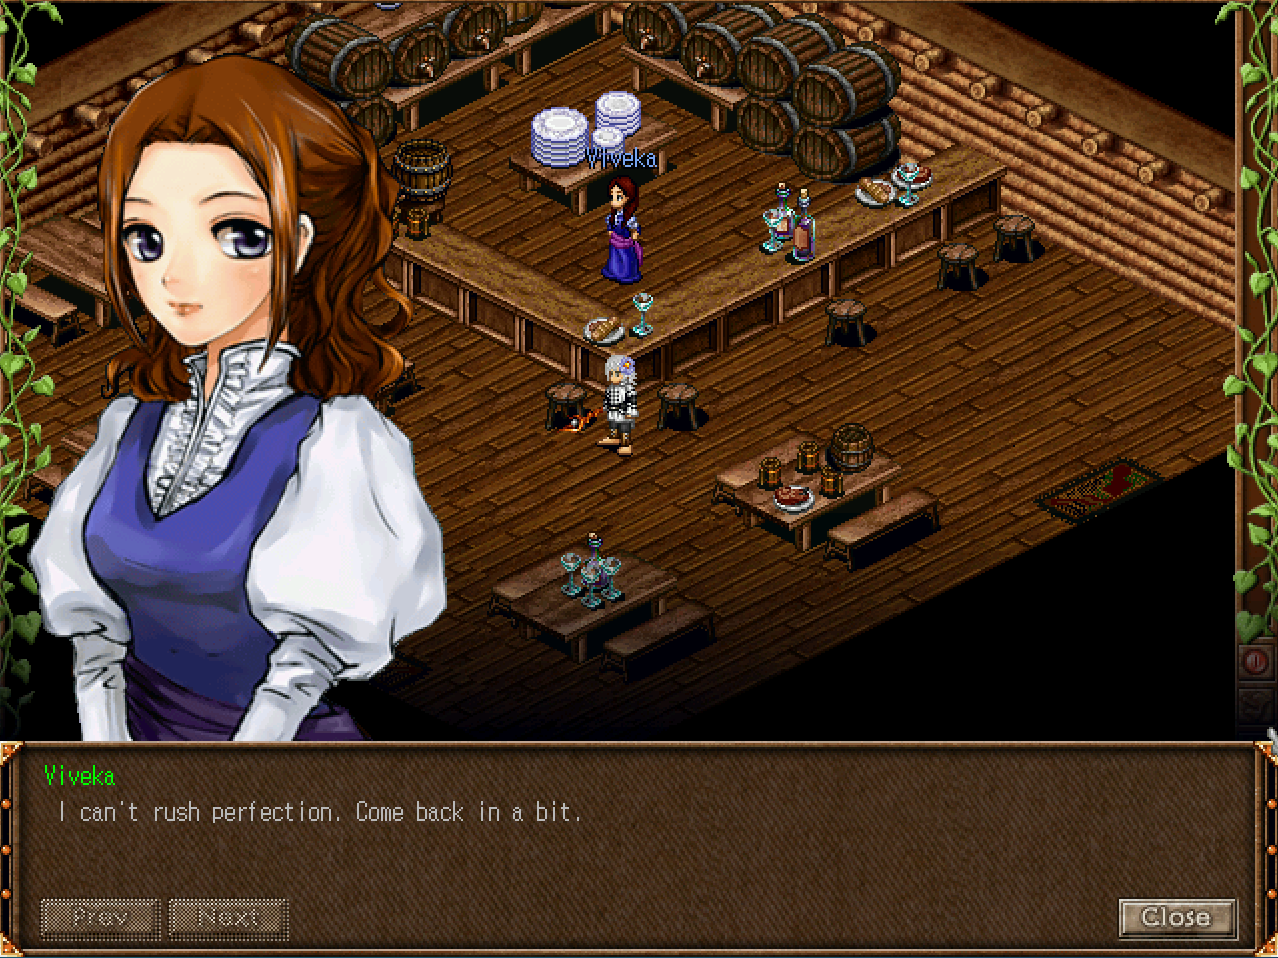 Viveka
Viveka
I can't rush perfection. Come back in a bit.
Prev
Next
Close